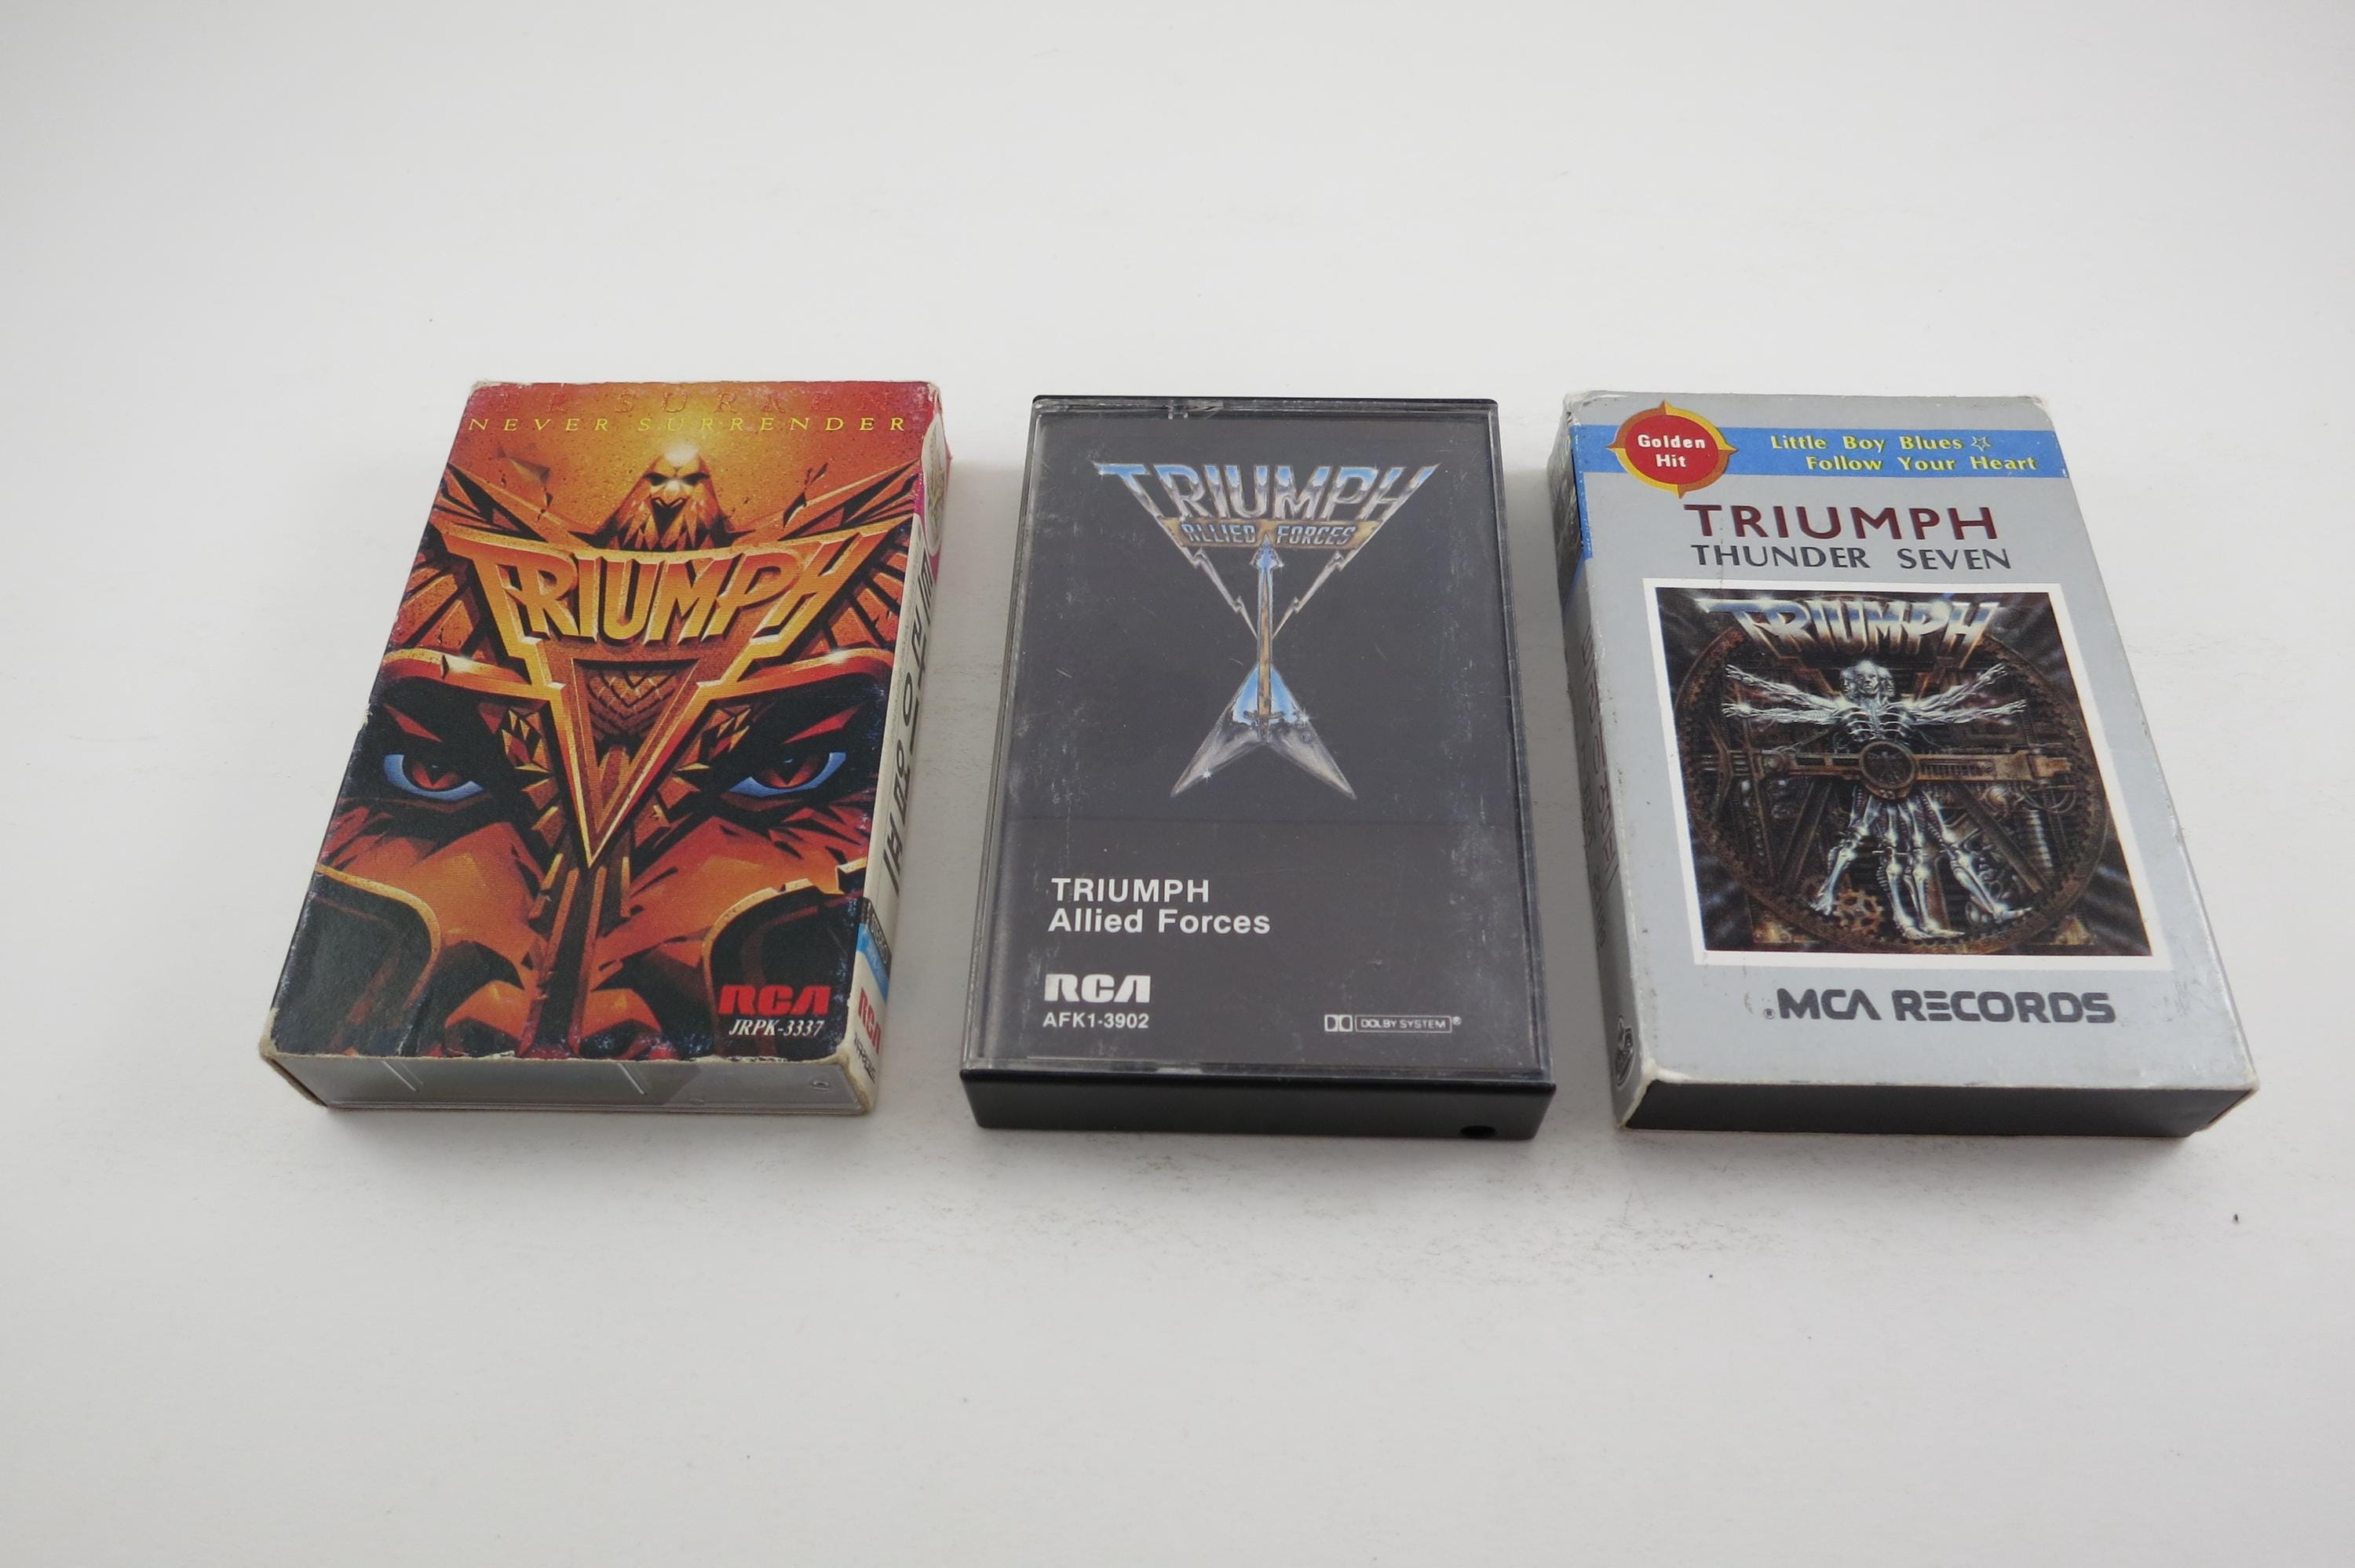 NEVER SURRENDER
TRIUMPH
RCA
JRPK-3337
RCA
TRIUMPH
ALLIED FORCES
TRIUMPH
Allied Forces
RCA
AFK1-3902
DOLBY SYSTEM®
Golden
Hit
Little Boy Blues ☆
Follow Your Heart
TRIUMPH
THUNDER SEVEN
TRIUMPH
MCA RECORDS